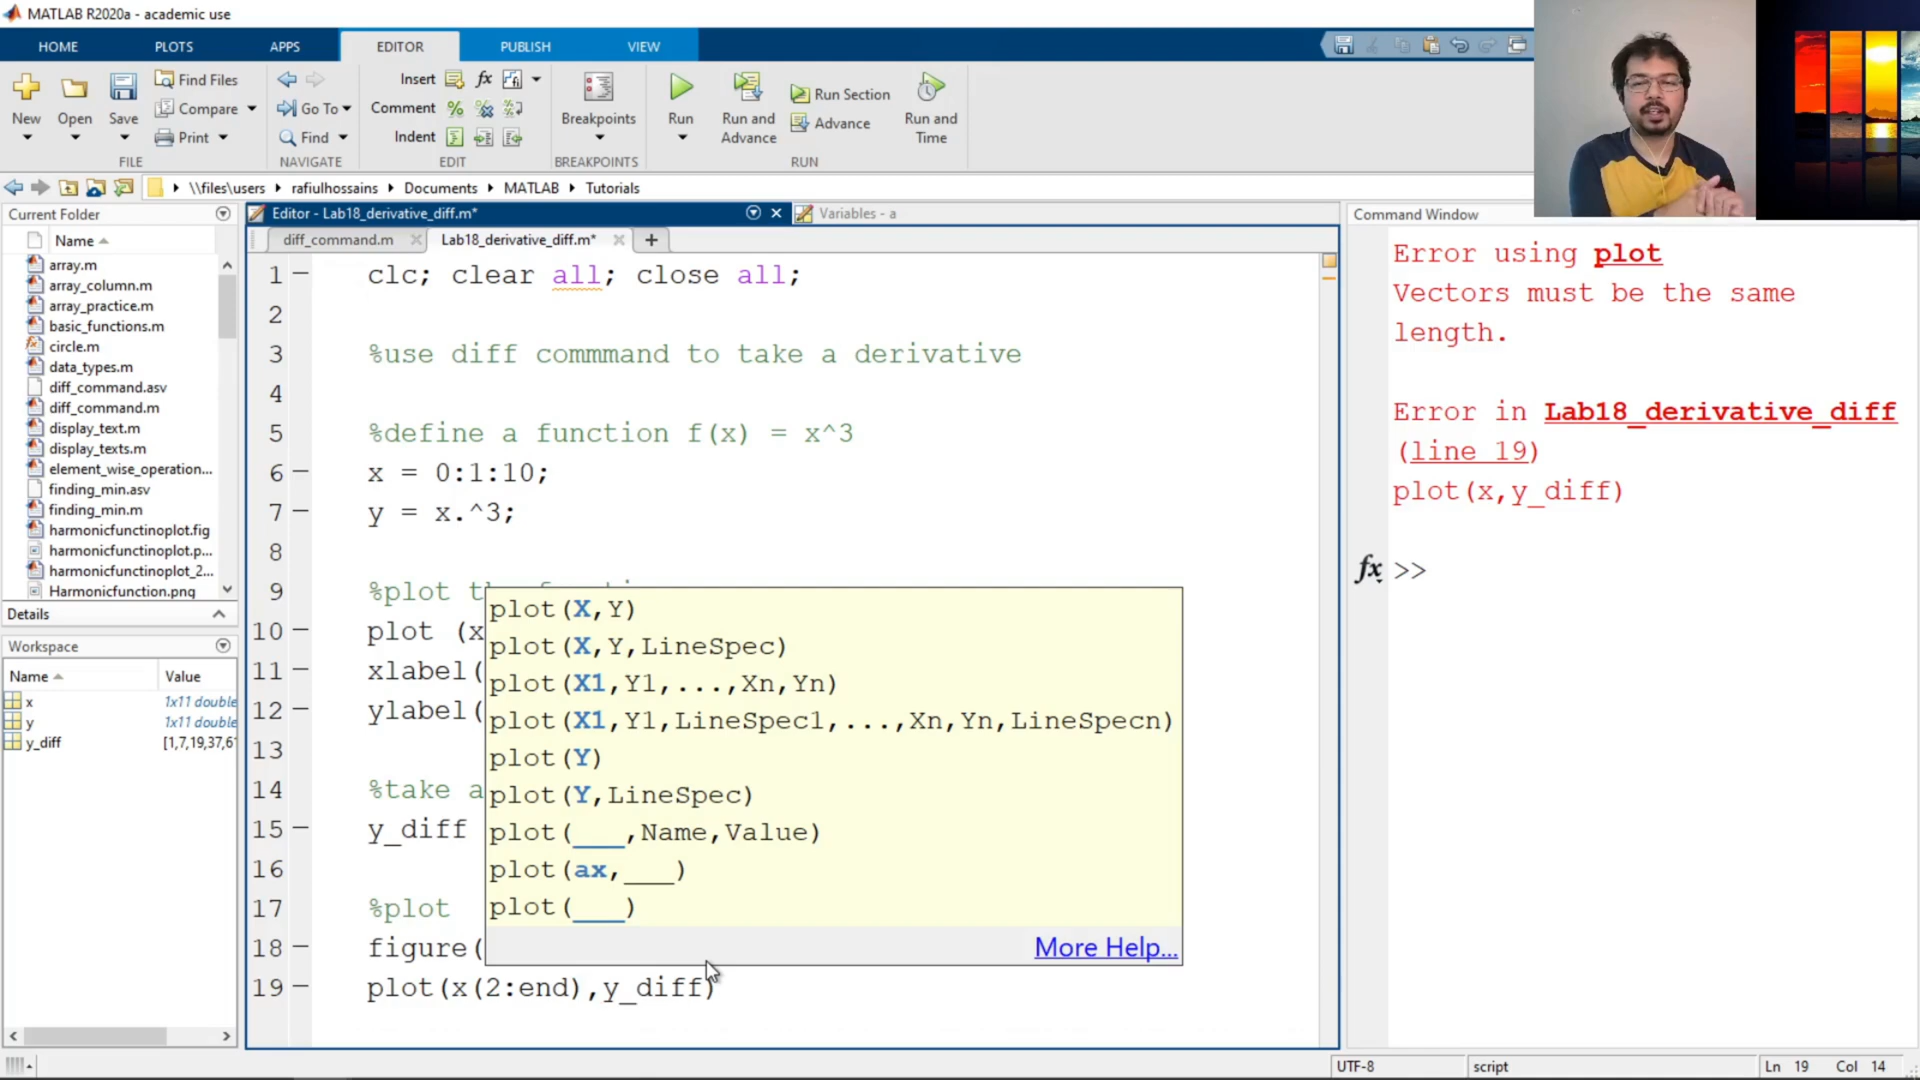 MATLAB R2020a - academic use
HOME PLOTS APPS EDITOR PUBLISH VIEW
New Open Save Find Files Compare Print FILE
Go To Find NAVIGATE
Insert fx Comment % Indent EDIT
Breakpoints BREAKPOINTS
Run Run and Advance Run Section Advance Run and Time RUN
\\files\users rafiulhossains Documents MATLAB Tutorials
Current Folder
Name
array.m
array_column.m
array_practice.m
basic_functions.m
circle.m
data_types.m
diff_command.asv
diff_command.m
display_text.m
display_texts.m
element_wise_operation...
finding_min.asv
finding_min.m
harmonicfunctinoplot.fig
harmonicfunctinoplot.p...
harmonicfunctinoplot_2...
Harmonicfunction.png
Details
Workspace
Name Value
x 1x11 double
y 1x11 double
y_diff [1,7,19,37,6
Editor - Lab18_derivative_diff.m*
Variables - a
diff_command.m Lab18_derivative_diff.m* +
1 clc; clear all; close all;
2
3 %use diff commmand to take a derivative
4
5 %define a function f(x) = x^3
6 x = 0:1:10;
7 y = x.^3;
8
9 %plot
10 plot (x
11 xlabel(
12 ylabel(
13
14 %take a
15 y_diff
16
17 %plot
18 figure(
19 plot(x(2:end),y_diff)
plot(X,Y)
plot(X,Y,LineSpec)
plot(X1,Y1,...,Xn,Yn)
plot(X1,Y1,LineSpec1,...,Xn,Yn,LineSpecn)
plot(Y)
plot(Y,LineSpec)
plot(___,Name,Value)
plot(ax,___)
plot(___)
More Help...
Command Window
Error using plot
Vectors must be the same
length.
Error in Lab18_derivative_diff
(line 19)
plot(x,y_diff)
fx >>
UTF-8 script Ln 19 Col 14